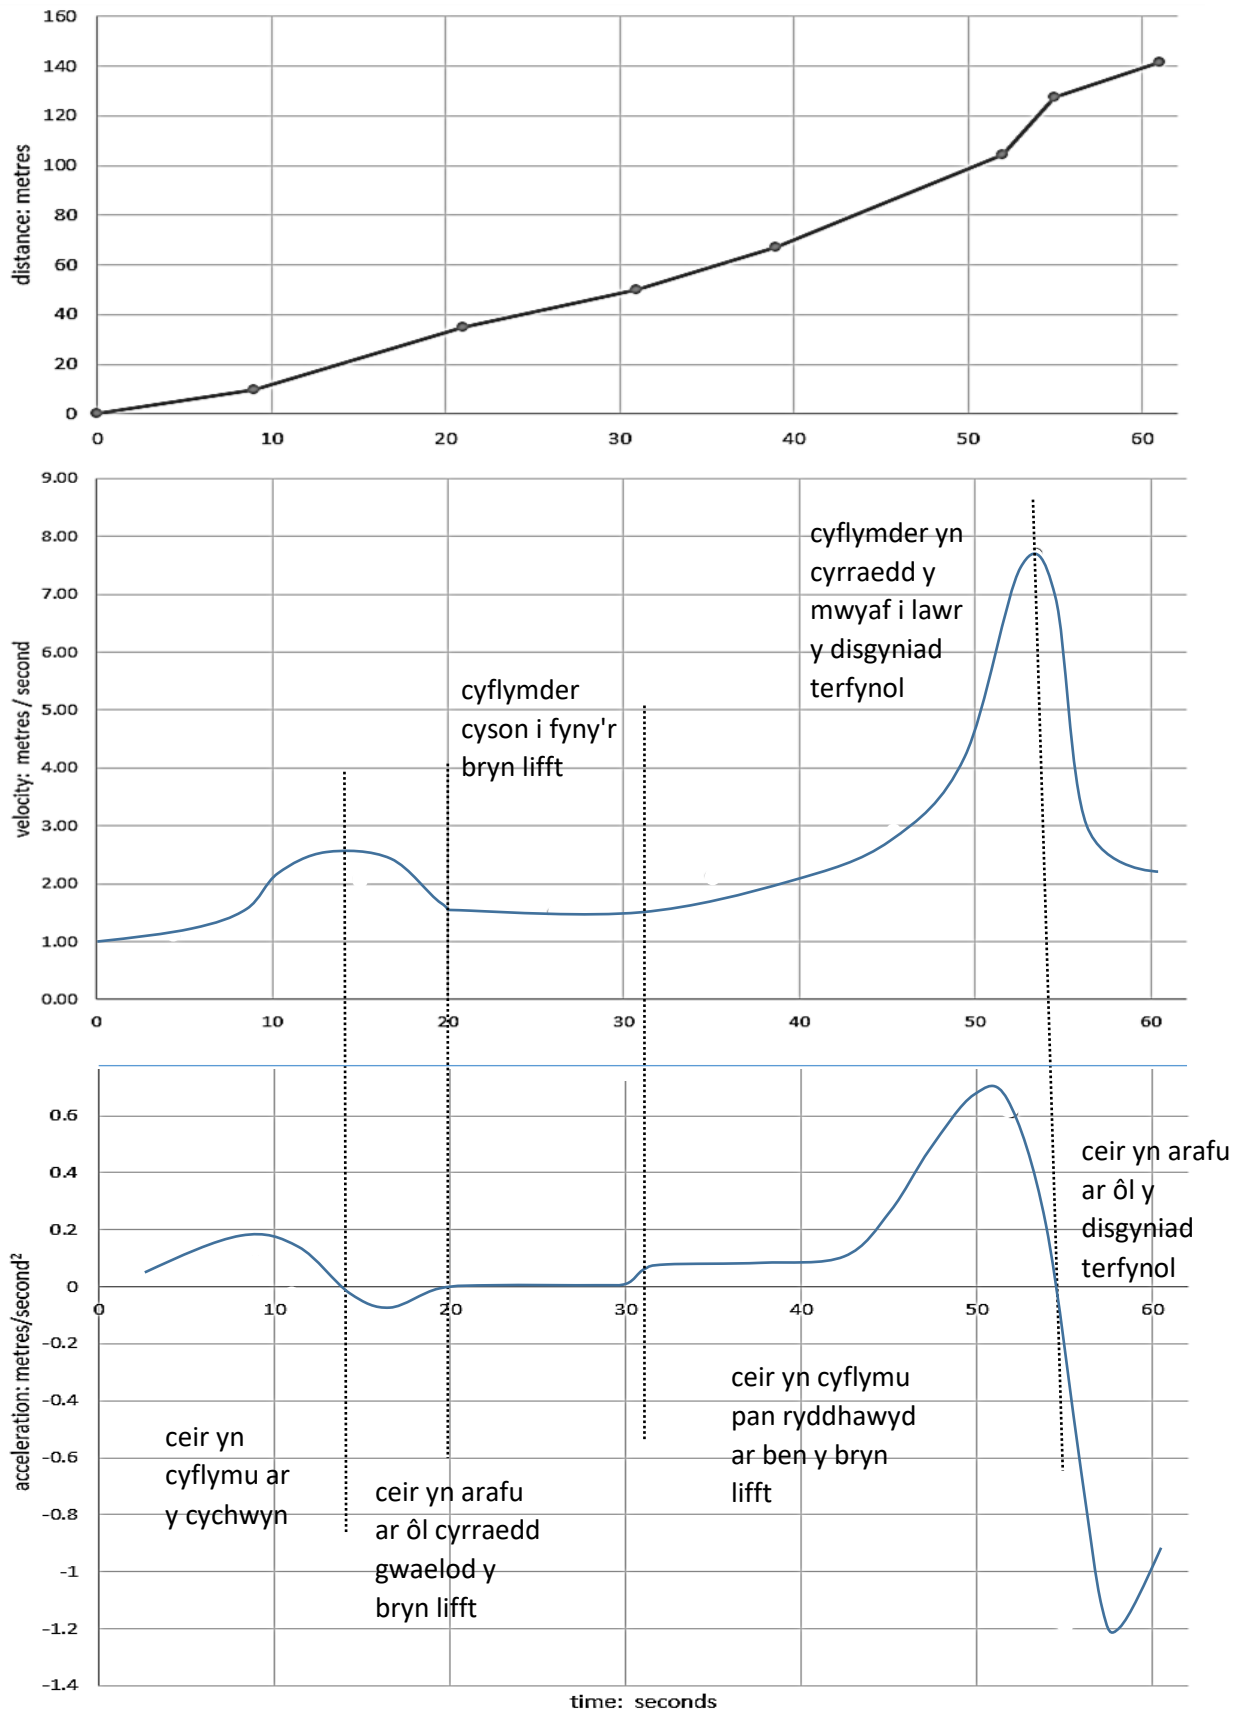 160
140
120
100
80
60
40
20
0
distance: metres
0 10 20 30 40 50 60
9.00
8.00
7.00
6.00
5.00
4.00
3.00
2.00
1.00
0.00
velocity: metres / second
cyflymder yn
cyrraedd y
mwyaf i lawr
y disgyniad
terfynol
cyflymder
cyson i fyny'r
bryn lifft
0 10 20 30 40 50 60
0.6
0.4
0.2
0
-0.2
-0.4
-0.6
-0.8
-1
-1.2
-1.4
acceleration: metres/second²
0 10 20 30 40 50 60
ceir yn arafu
ar ôl y
disgyniad
terfynol
ceir yn cyflymu
pan ryddhawyd
ar ben y bryn
lifft
ceir yn
cyflymu ar
y cychwyn
ceir yn arafu
ar ôl cyrraedd
gwaelod y
bryn lifft
time: seconds